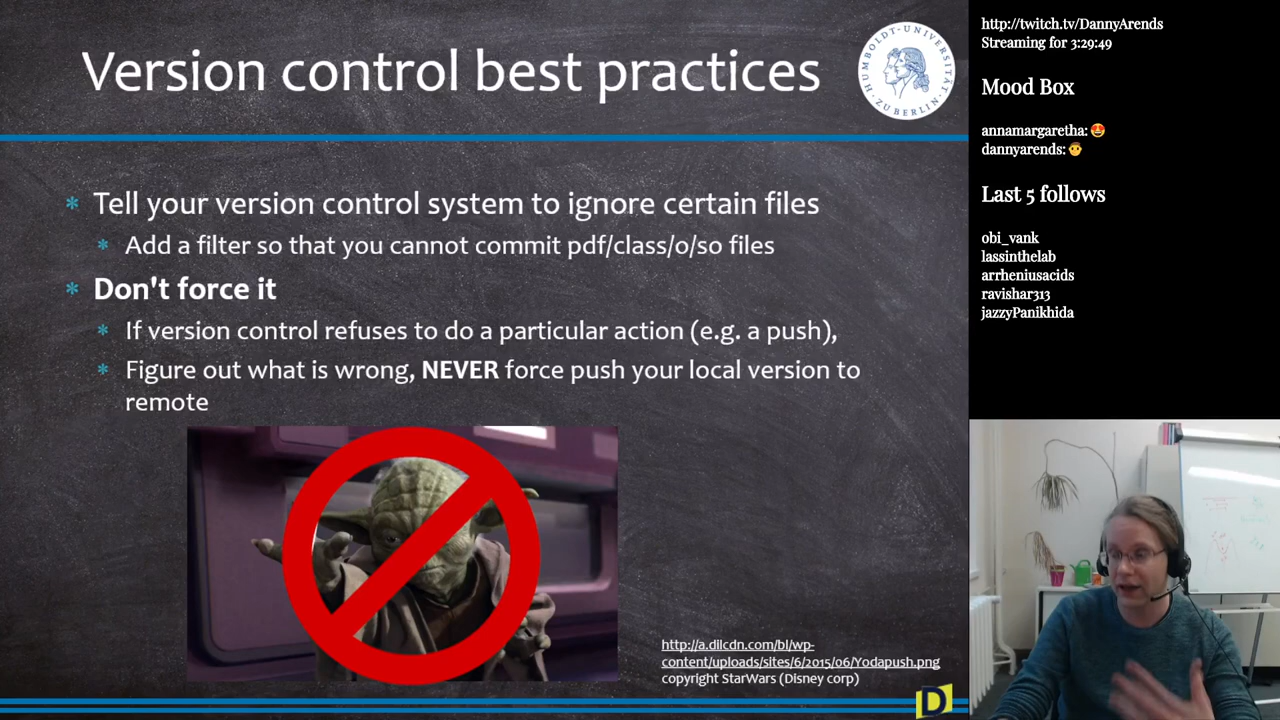 Version control best practices
HUMBOLDT-UNIVERSITÄT
ZU BERLIN
* Tell your version control system to ignore certain files
* Add a filter so that you cannot commit pdf/class/o/so files
* Don't force it
* If version control refuses to do a particular action (e.g. a push),
* Figure out what is wrong, NEVER force push your local version to
remote
http://a.dilcdn.com/bl/wp-
content/uploads/sites/6/2015/06/Yodapush.png
copyright StarWars (Disney corp)
D
http://twitch.tv/DannyArends
Streaming for 3:29:49
Mood Box
annamargaretha: 😍
dannyarends: 👨
Last 5 follows
obi_vank
lassinthelab
arrheniusacids
ravishar313
jazzyPanikhida